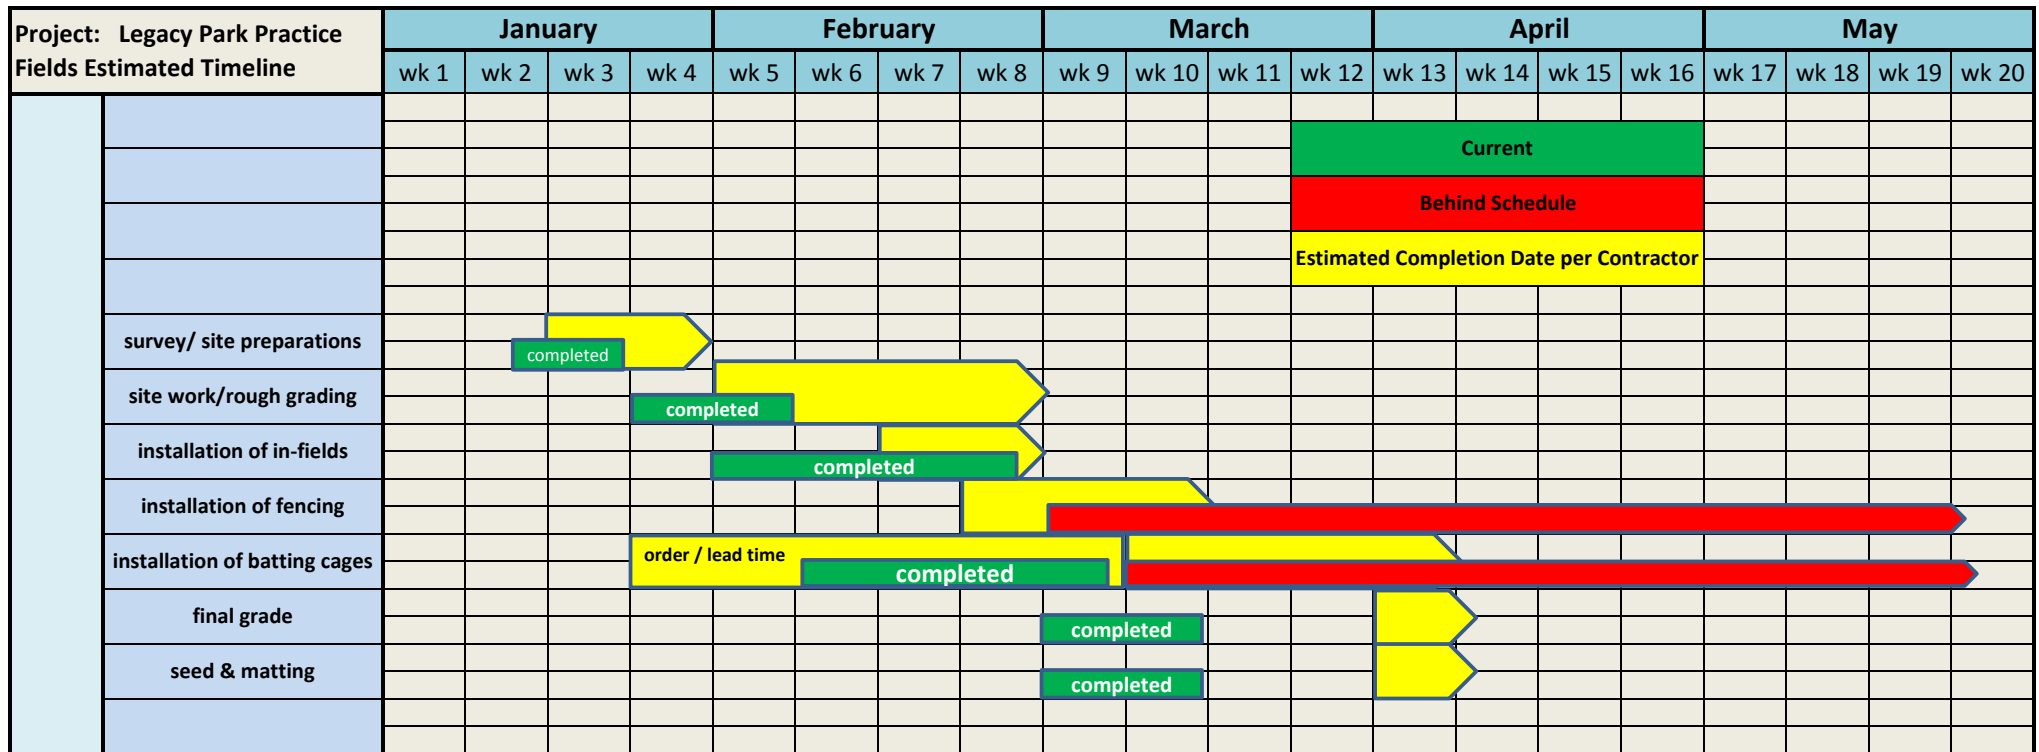 Project:   Legacy Park Practice
Fields Estimated Timeline
January February March April May
wk 1 wk 2 wk 3 wk 4 wk 5 wk 6 wk 7 wk 8 wk 9 wk 10 wk 11 wk 12 wk 13 wk 14 wk 15 wk 16 wk 17 wk 18 wk 19 wk 20
Current
Behind Schedule
Estimated Completion Date per Contractor
survey/ site preparations
completed
site work/rough grading
completed
installation of in-fields
completed
installation of fencing
installation of batting cages
order / lead time
completed
final grade
completed
seed & matting
completed